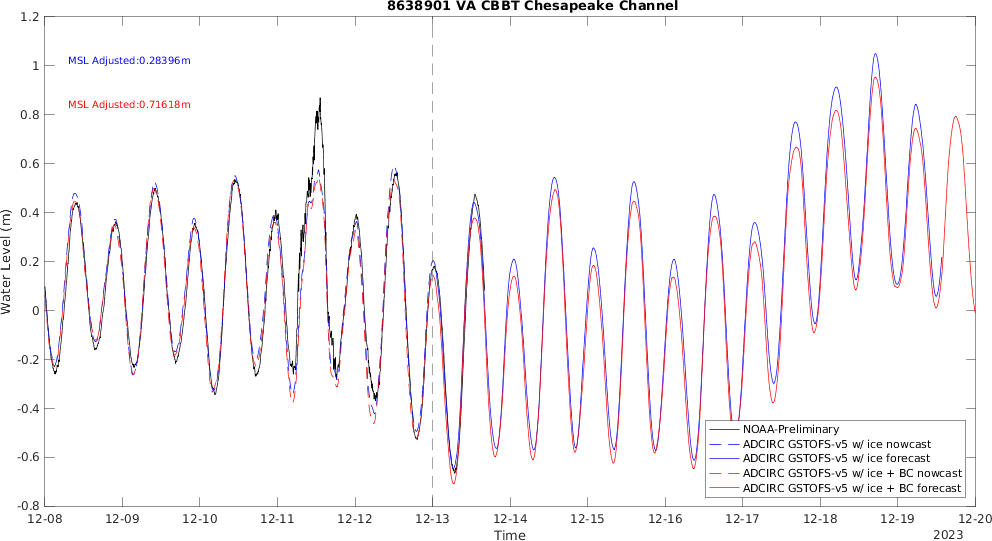 8638901 VA CBBT Chesapeake Channel
1.2
1
0.8
0.6
0.4
0.2
0
-0.2
-0.4
-0.6
-0.8
Water Level (m)
MSL Adjusted:0.28396m
MSL Adjusted:0.71618m
NOAA-Preliminary
ADCIRC GSTOFS-v5 w/ ice nowcast
ADCIRC GSTOFS-v5 w/ ice forecast
ADCIRC GSTOFS-v5 w/ ice + BC nowcast
ADCIRC GSTOFS-v5 w/ ice + BC forecast
12-08 12-09 12-10 12-11 12-12 12-13 12-14 12-15 12-16 12-17 12-18 12-19 12-20
Time
2023